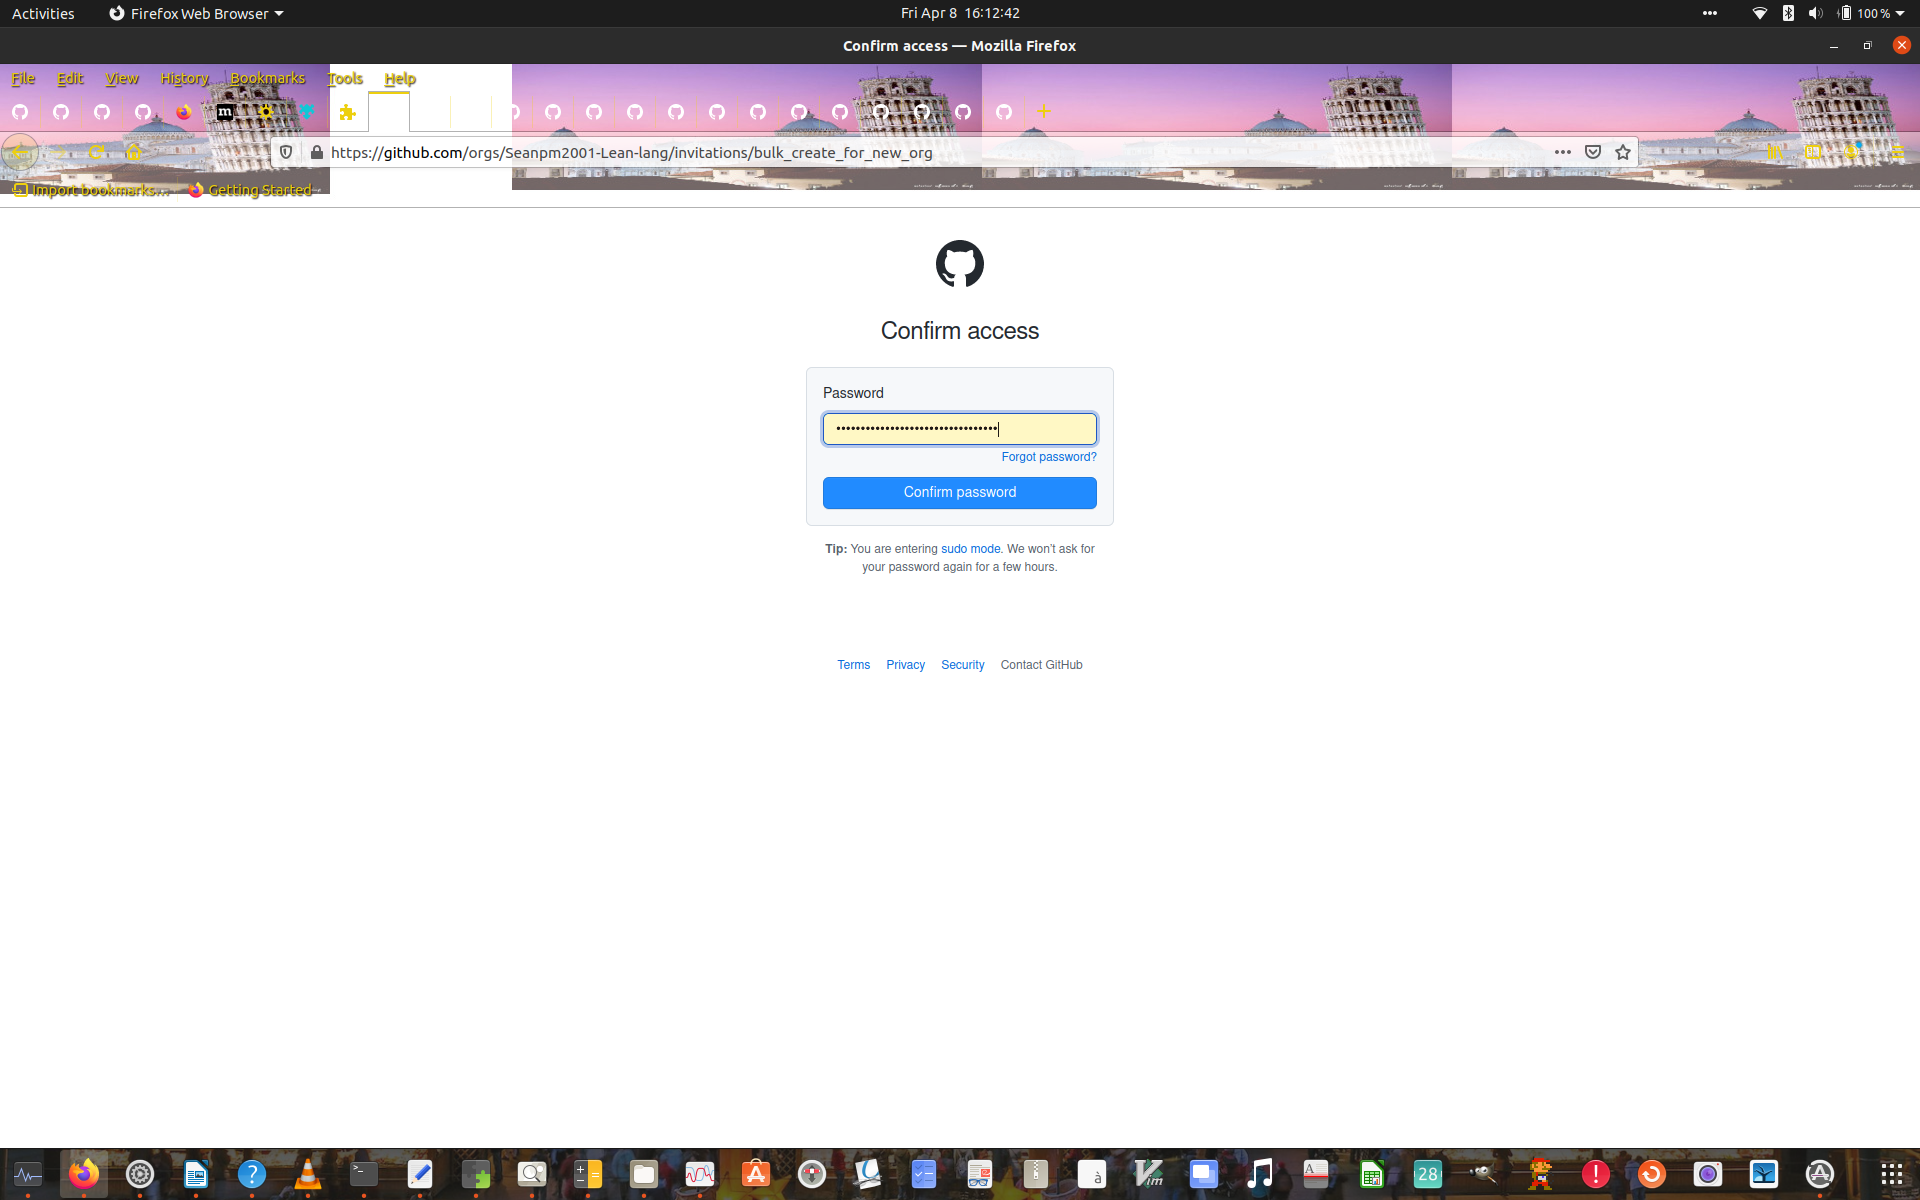 Activities
Firefox Web Browser
Fri Apr 8 16:12:42
100 %
Confirm access — Mozilla Firefox
File Edit View History Bookmarks Tools Help
m
https://github.com/orgs/Seanpm2001-Lean-lang/invitations/bulk_create_for_new_org
Import bookmarks...
Getting Started
Confirm access
Password
Forgot password?
Confirm password
Tip: You are entering sudo mode. We won't ask for
your password again for a few hours.
Terms Privacy Security Contact GitHub
28